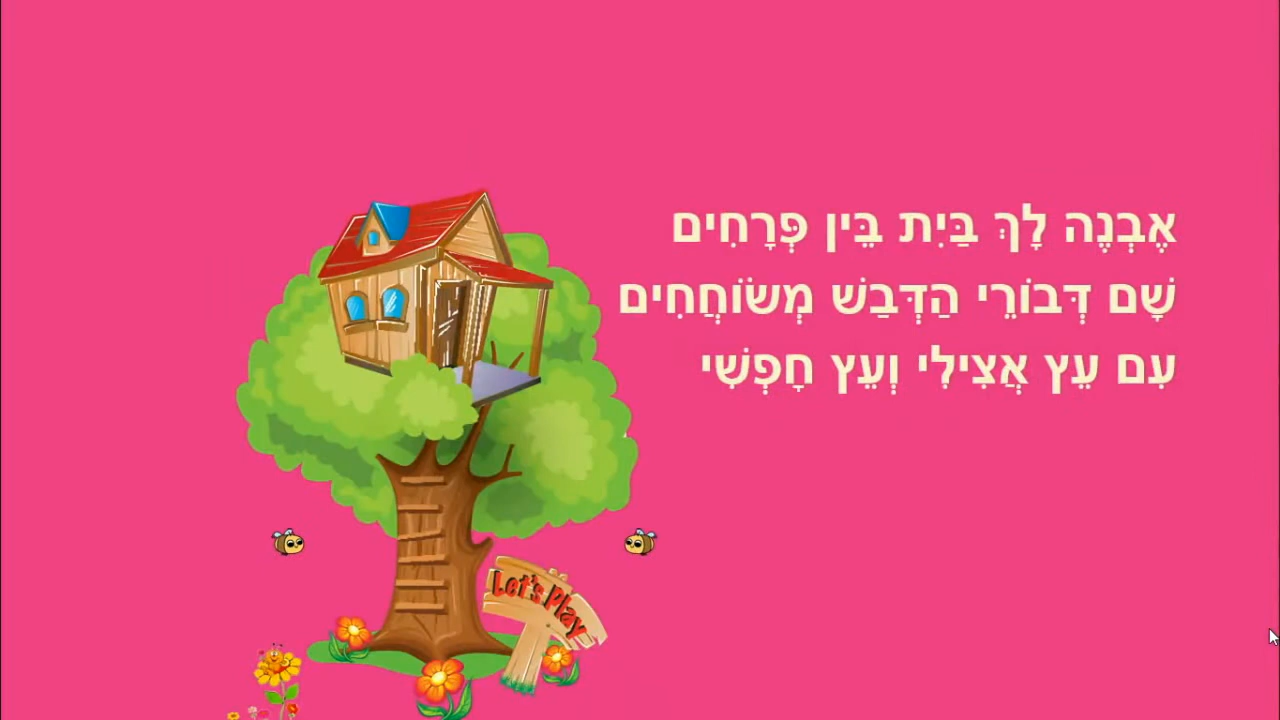 אֶבְנֶה לָךְ בַּיִת בֵּין פְּרָחִים
שָׁם דְּבוֹרֵי הַדְּבַשׁ מְשׂוֹחֲחִים
עִם עֵץ אֲצִילִי וְעֵץ חָפְשִׁי
Let's Play